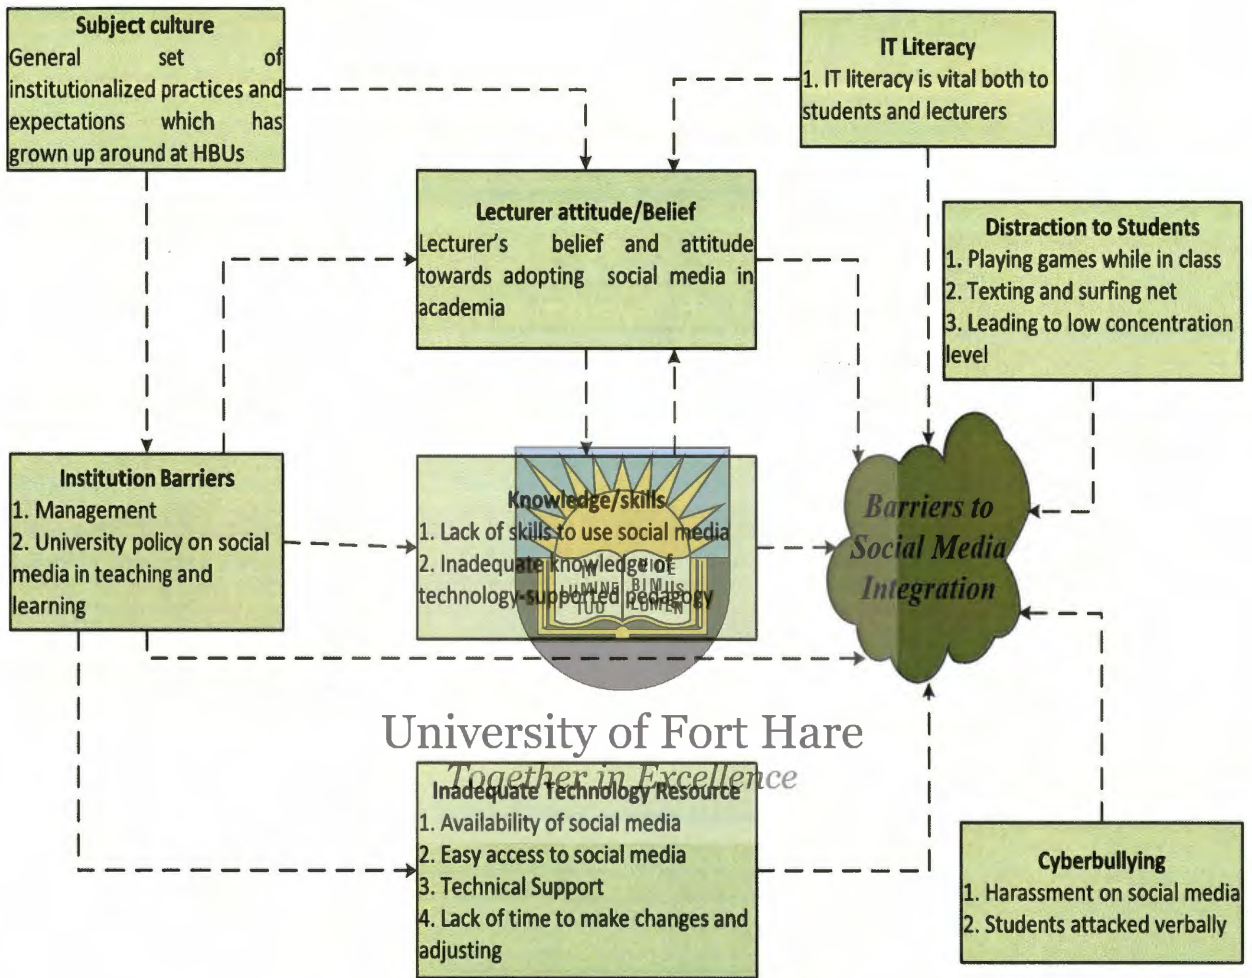 Subject culture
General set of
institutionalized practices and
expectations which has
grown up around at HBUs
IT Literacy
1. IT literacy is vital both to
students and lecturers
Lecturer attitude/Belief
Lecturer's belief and attitude
towards adopting social media in
academia
Distraction to Students
1. Playing games while in class
2. Texting and surfing net
3. Leading to low concentration
level
Institution Barriers
1. Management
2. University policy on social
media in teaching and
learning
Knowledge/skills
1. Lack of skills to use social media
2. Inadequate knowledge of
technology-supported pedagogy
IN
LUMINE
TUO
BIMUS
LUMEN
Barriers to
Social Media
Integration
University of Fort Hare
Together in Excellence
Inadequate Technology Resource
1. Availability of social media
2. Easy access to social media
3. Technical Support
4. Lack of time to make changes and
adjusting
Cyberbullying
1. Harassment on social media
2. Students attacked verbally